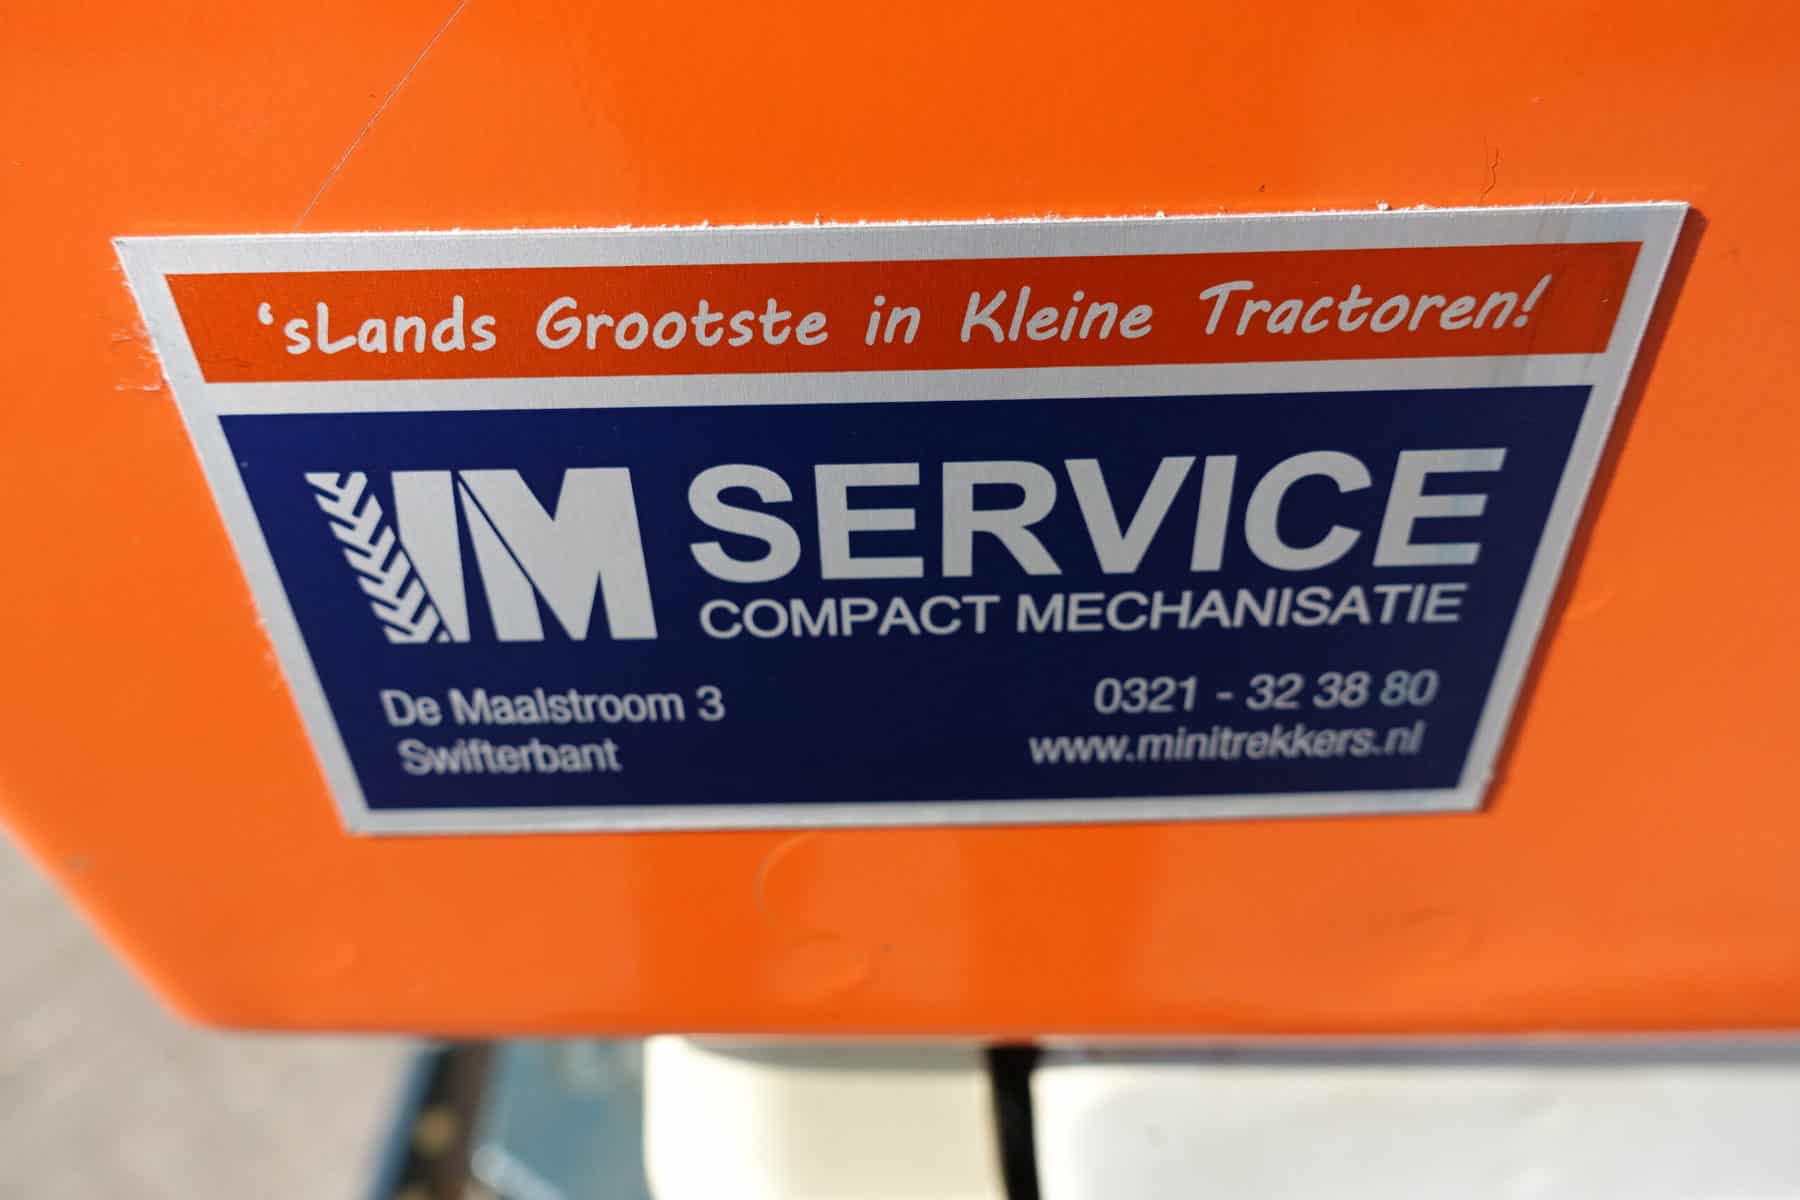 ‘sLands Grootste in Kleine Tractoren!
IM SERVICE
COMPACT MECHANISATIE
De Maalstroom 3
Swifterbant
0321 - 32 38 80
www.minitrekkers.nl